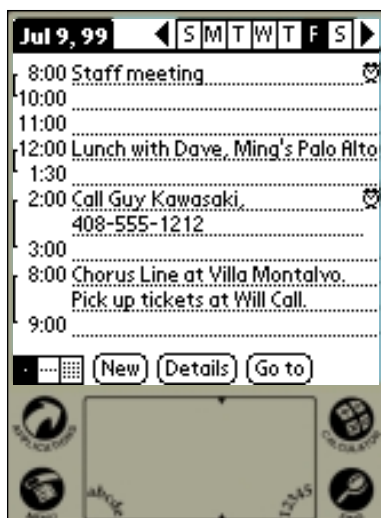 Jul 9, 99 S M T W T F S
8:00 Staff meeting
10:00
11:00
12:00 Lunch with Dave, Ming's Palo Alto
1:30
2:00 Call Guy Kawasaki,
408-555-1212
3:00
8:00 Chorus Line at Villa Montalvo.
Pick up tickets at Will Call.
9:00
New Details Go to
APPLICATIONS CALCULATOR
abcde 12345